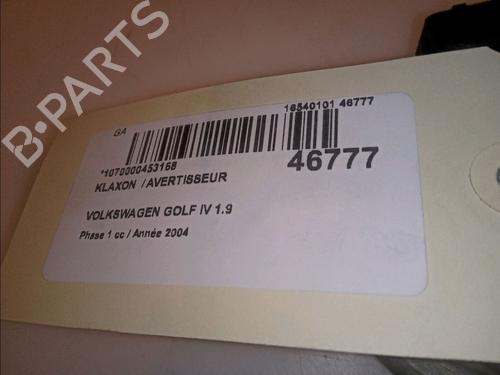 B-PARTS
GA
16540101 46777
*1070000453168
46777
KLAXON / AVERTISSEUR
VOLKSWAGEN GOLF IV 1.9
Phase 1 cc / Année 2004